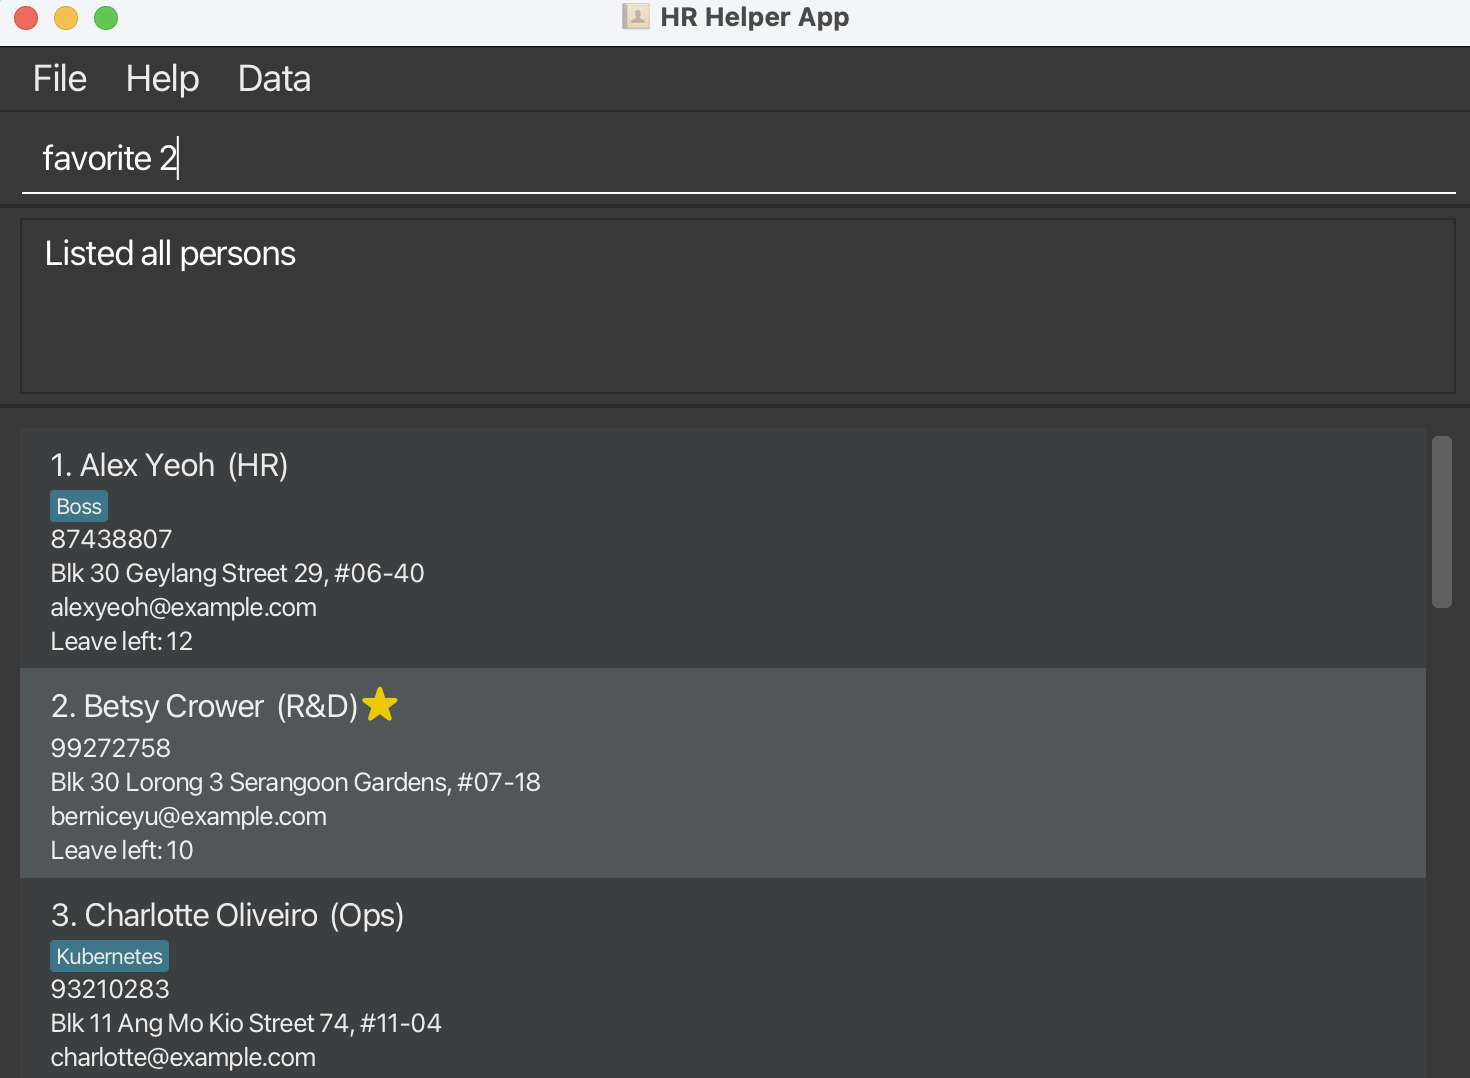 HR Helper App
File Help Data
favorite 2
Listed all persons
1. Alex Yeoh (HR)
Boss
87438807
Blk 30 Geylang Street 29, #06-40
alexyeoh@example.com
Leave left: 12
2. Betsy Crower (R&D)
99272758
Blk 30 Lorong 3 Serangoon Gardens, #07-18
berniceyu@example.com
Leave left: 10
3. Charlotte Oliveiro (Ops)
Kubernetes
93210283
Blk 11 Ang Mo Kio Street 74, #11-04
charlotte@example.com